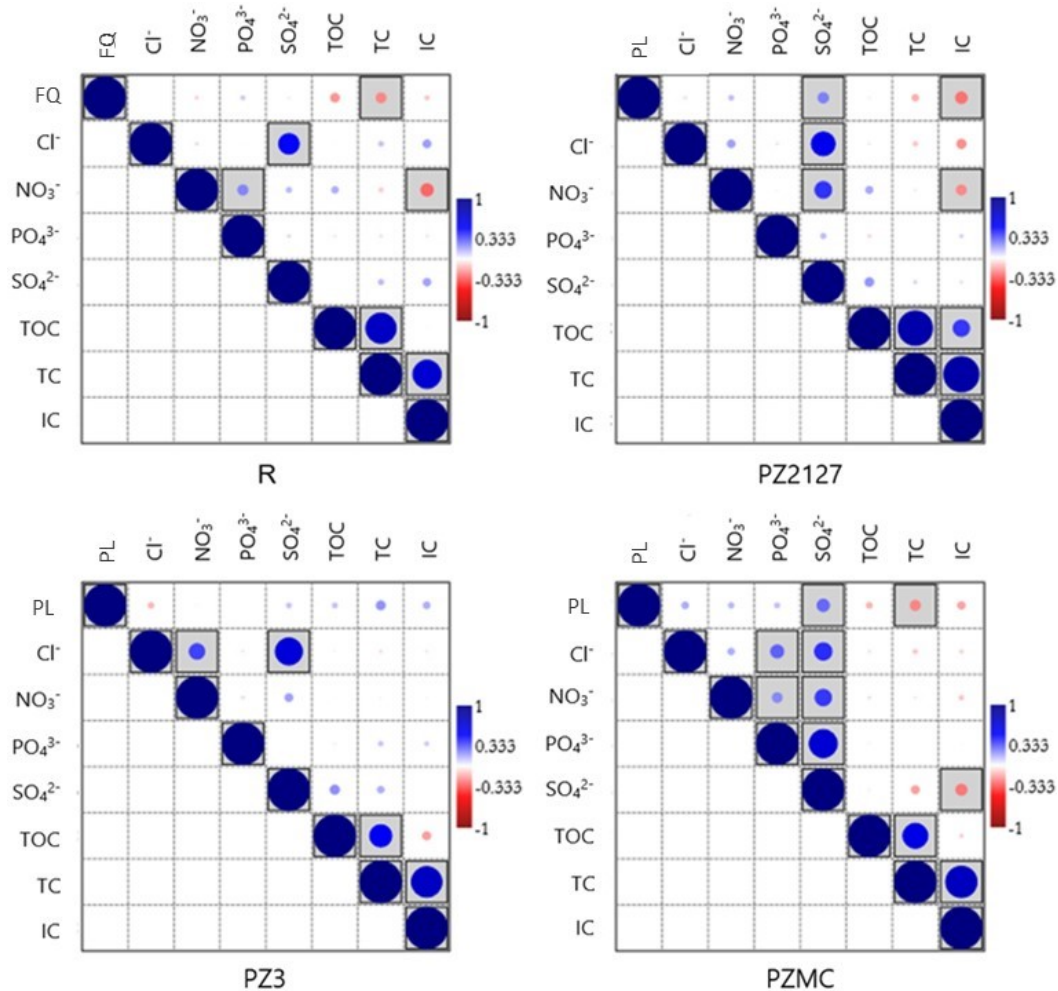 FQ Cl⁻ NO₃⁻ PO₄³⁻ SO₄²⁻ TOC TC IC
FQ
Cl⁻
NO₃⁻
PO₄³⁻
SO₄²⁻
TOC
TC
IC
1
0.333
-0.333
-1
R
PL Cl⁻ NO₃⁻ PO₄³⁻ SO₄²⁻ TOC TC IC
Cl⁻
NO₃⁻
PO₄³⁻
SO₄²⁻
TOC
TC
IC
1
0.333
-0.333
-1
PZ2127
PL Cl⁻ NO₃⁻ PO₄³⁻ SO₄²⁻ TOC TC IC
PL
Cl⁻
NO₃⁻
PO₄³⁻
SO₄²⁻
TOC
TC
IC
1
0.333
-0.333
-1
PZ3
PL Cl⁻ NO₃⁻ PO₄³⁻ SO₄²⁻ TOC TC IC
PL
Cl⁻
NO₃⁻
PO₄³⁻
SO₄²⁻
TOC
TC
IC
1
0.333
-0.333
-1
PZMC